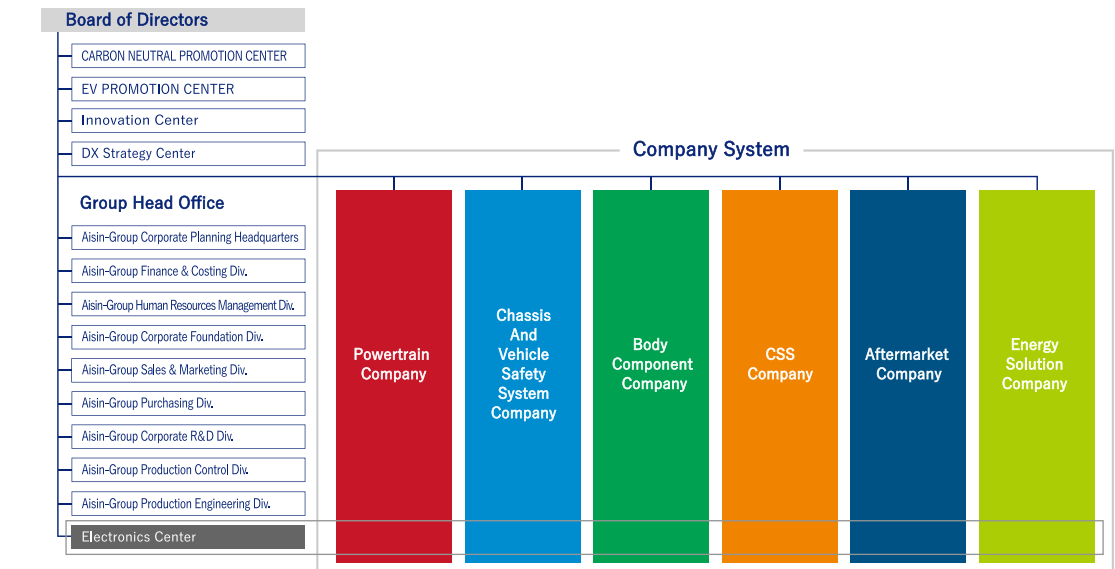 Board of Directors
CARBON NEUTRAL PROMOTION CENTER
EV PROMOTION CENTER
Innovation Center
DX Strategy Center
Company System
Group Head Office
Aisin-Group Corporate Planning Headquarters
Aisin-Group Finance & Costing Div.
Aisin-Group Human Resources Management Div.
Aisin-Group Corporate Foundation Div.
Aisin-Group Sales & Marketing Div.
Aisin-Group Purchasing Div.
Aisin-Group Corporate R&D Div.
Aisin-Group Production Control Div.
Aisin-Group Production Engineering Div.
Electronics Center
Powertrain
Company
Chassis
And
Vehicle
Safety
System
Company
Body
Component
Company
CSS
Company
Aftermarket
Company
Energy
Solution
Company